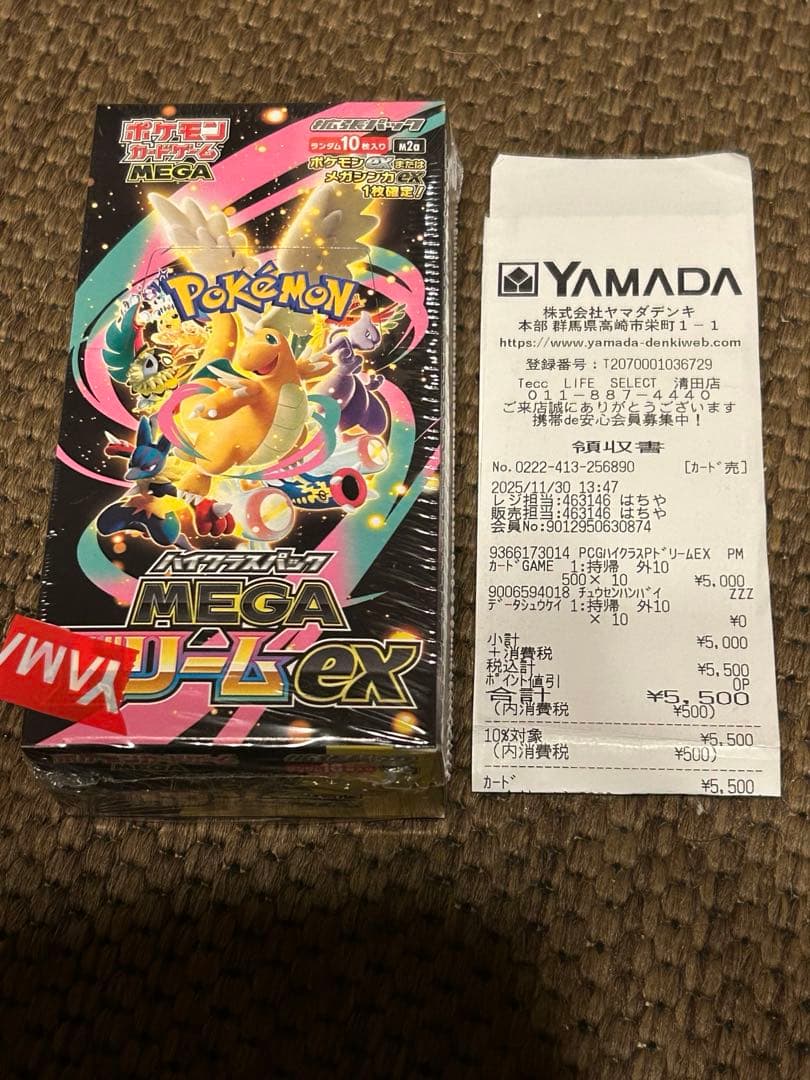 ポケモン
カードゲーム
MEGA
拡張パック
ランダム10枚入り
M2a
ポケモンexまたは
メガシンカex
1枚確定!
POKéMON
ハイクラスパック
MEGA
ドリームex
YAM
YAMADA
株式会社ヤマダデンキ
本部 群馬県高崎市栄町1-1
https://www.yamada-denkiweb.com
登録番号:T2070001036729
Tecc LIFE SELECT 清田店
011-887-4440
ご来店誠にありがとうございます
携帯de安心会員募集中!
領収書
No.0222-413-256890 [カード売]
2025/11/30 13:47
レジ担当:463146 はちや
販売担当:463146 はちや
会員No:9012950630874
9366173014 PCGハイクラスPドリームEX PM
カードGAME 1:持帰 外10
500× 10 ¥5,000
9006594018 チュウセンハンバイ ZZZ
データシュウケイ 1:持帰 外10
× 10 ¥0
小計 ¥5,000
+消費税
税込計 ¥5,500
ポイント値引 0P
合計 ¥5,500
(内消費税 ¥500)
10%対象 ¥5,500
(内消費税 ¥500)
カード ¥5,500